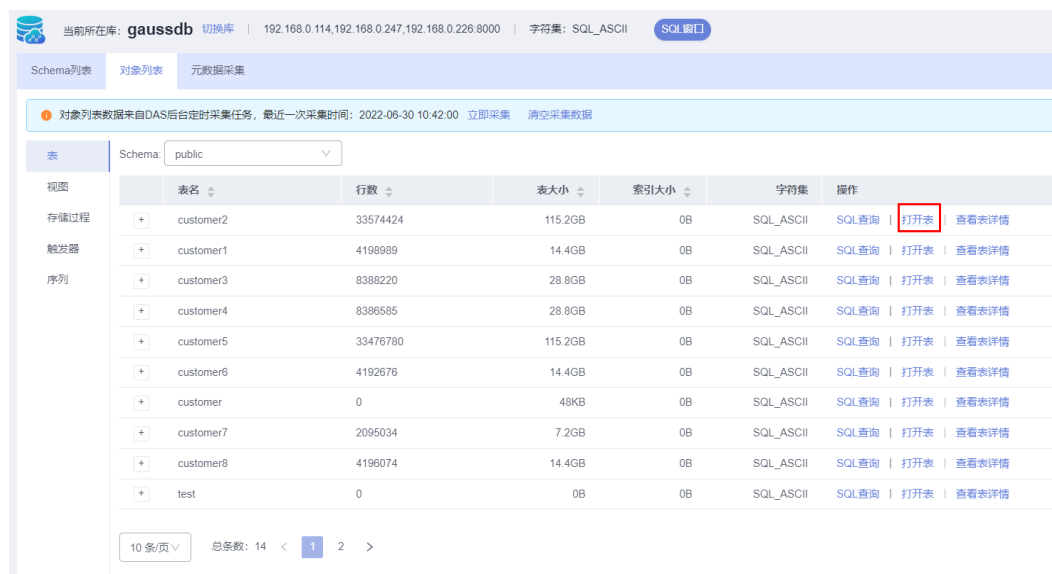 当前所在库: gaussdb 切换库 | 192.168.0.114,192.168.0.247,192.168.0.226:8000 | 字符集: SQL_ASCII SQL窗口
Schema列表 对象列表 元数据采集
对象列表数据来自DAS后台定时采集任务, 最近一次采集时间: 2022-06-30 10:42:00 立即采集 清空采集数据
表 Schema: public
视图 表名 行数 表大小 索引大小 字符集 操作
存储过程 + customer2 33574424 115.2GB 0B SQL_ASCII SQL查询 | 打开表 | 查看表详情
触发器 + customer1 4198989 14.4GB 0B SQL_ASCII SQL查询 | 打开表 | 查看表详情
序列 + customer3 8388220 28.8GB 0B SQL_ASCII SQL查询 | 打开表 | 查看表详情
+ customer4 8386585 28.8GB 0B SQL_ASCII SQL查询 | 打开表 | 查看表详情
+ customer5 33476780 115.2GB 0B SQL_ASCII SQL查询 | 打开表 | 查看表详情
+ customer6 4192676 14.4GB 0B SQL_ASCII SQL查询 | 打开表 | 查看表详情
+ customer 0 48KB 0B SQL_ASCII SQL查询 | 打开表 | 查看表详情
+ customer7 2095034 7.2GB 0B SQL_ASCII SQL查询 | 打开表 | 查看表详情
+ customer8 4196074 14.4GB 0B SQL_ASCII SQL查询 | 打开表 | 查看表详情
+ test 0 0B 0B SQL_ASCII SQL查询 | 打开表 | 查看表详情
10 条/页 总条数: 14 < 1 2 >